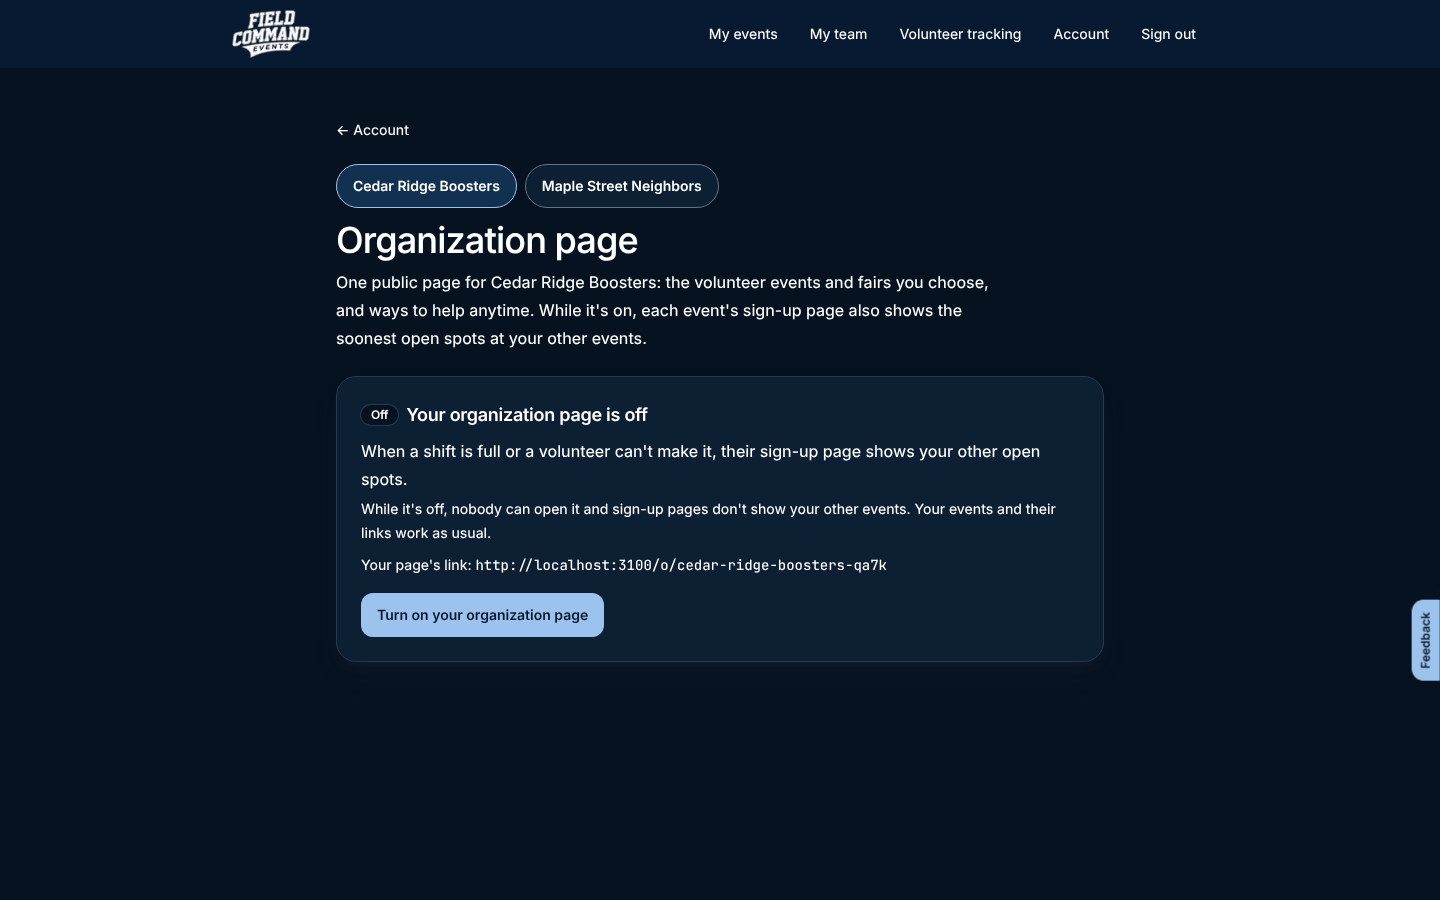 FIELD
COMMAND
EVENTS
My events
My team
Volunteer tracking
Account
Sign out
← Account
Cedar Ridge Boosters
Maple Street Neighbors
Organization page
One public page for Cedar Ridge Boosters: the volunteer events and fairs you choose,
and ways to help anytime. While it's on, each event's sign-up page also shows the
soonest open spots at your other events.
Off Your organization page is off
When a shift is full or a volunteer can't make it, their sign-up page shows your other open
spots.
While it's off, nobody can open it and sign-up pages don't show your other events. Your events and their
links work as usual.
Your page's link: http://localhost:3100/o/cedar-ridge-boosters-qa7k
Turn on your organization page
Feedback